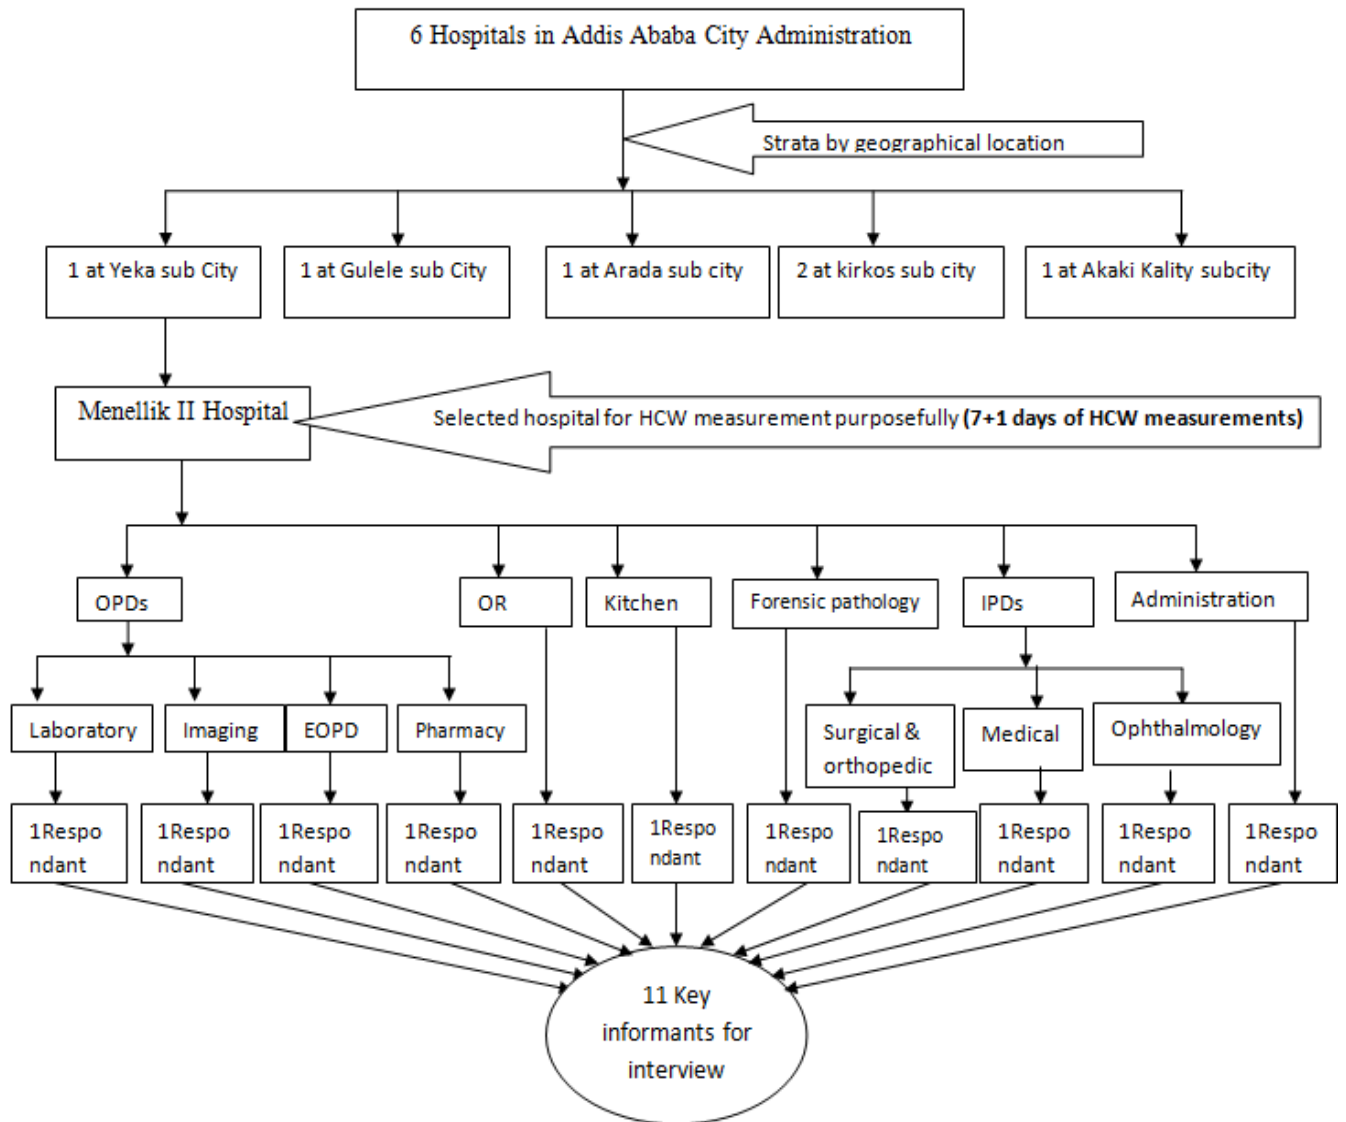 6 Hospitals in Addis Ababa City Administration
Strata by geographical location
1 at Yeka sub City
1 at Gulele sub City
1 at Arada sub city
2 at kirkos sub city
1 at Akaki Kality subcity
Menellik II Hospital
Selected hospital for HCW measurement purposefully (7+1 days of HCW measurements)
OPDs
OR
Kitchen
Forensic pathology
IPDs
Administration
Laboratory
Imaging
EOPD
Pharmacy
Surgical &
orthopedic
Medical
Ophthalmology
1Respo
ndant
1Respo
ndant
1Respo
ndant
1Respo
ndant
1Respo
ndant
1Respo
ndant
1Respo
ndant
1Respo
ndant
1Respo
ndant
1Respo
ndant
1Respo
ndant
11 Key
informants for
interview